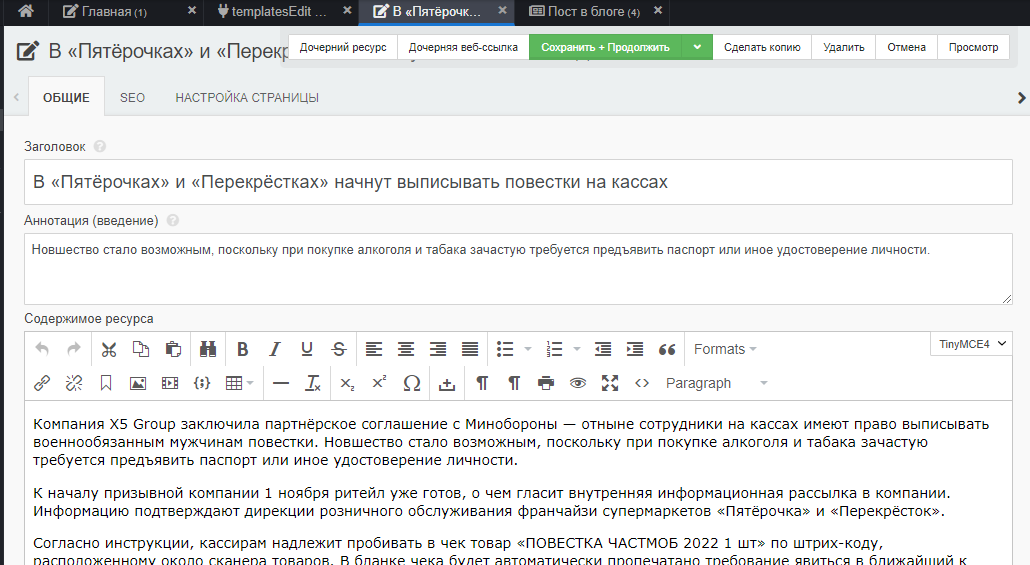 Главная (1)
templatesEdit ...
В «Пятёрочк...
Пост в блоге (4)
В «Пятёрочках» и «Перекр
Дочерний ресурс
Дочерняя веб-ссылка
Сохранить + Продолжить
Сделать копию
Удалить
Отмена
Просмотр
ОБЩИЕ
SEO
НАСТРОЙКА СТРАНИЦЫ
Заголовок
В «Пятёрочках» и «Перекрёстках» начнут выписывать повестки на кассах
Аннотация (введение)
Новшество стало возможным, поскольку при покупке алкоголя и табака зачастую требуется предъявить паспорт или иное удостоверение личности.
Содержимое ресурса
Formats
TinyMCE4
Paragraph
Компания X5 Group заключила партнёрское соглашение с Минобороны — отныне сотрудники на кассах имеют право выписывать
военнообязанным мужчинам повестки. Новшество стало возможным, поскольку при покупке алкоголя и табака зачастую
требуется предъявить паспорт или иное удостоверение личности.
К началу призывной компании 1 ноября ритейл уже готов, о чем гласит внутренняя информационная рассылка в компании.
Информацию подтверждают дирекции розничного обслуживания франчайзи супермаркетов «Пятёрочка» и «Перекрёсток».
Согласно инструкции, кассирам надлежит пробивать в чек товар «ПОВЕСТКА ЧАСТМОБ 2022 1 шт» по штрих-коду,
расположенному около сканера товаров. В бланке чека будет автоматически пропечатано требование явиться в ближайший к